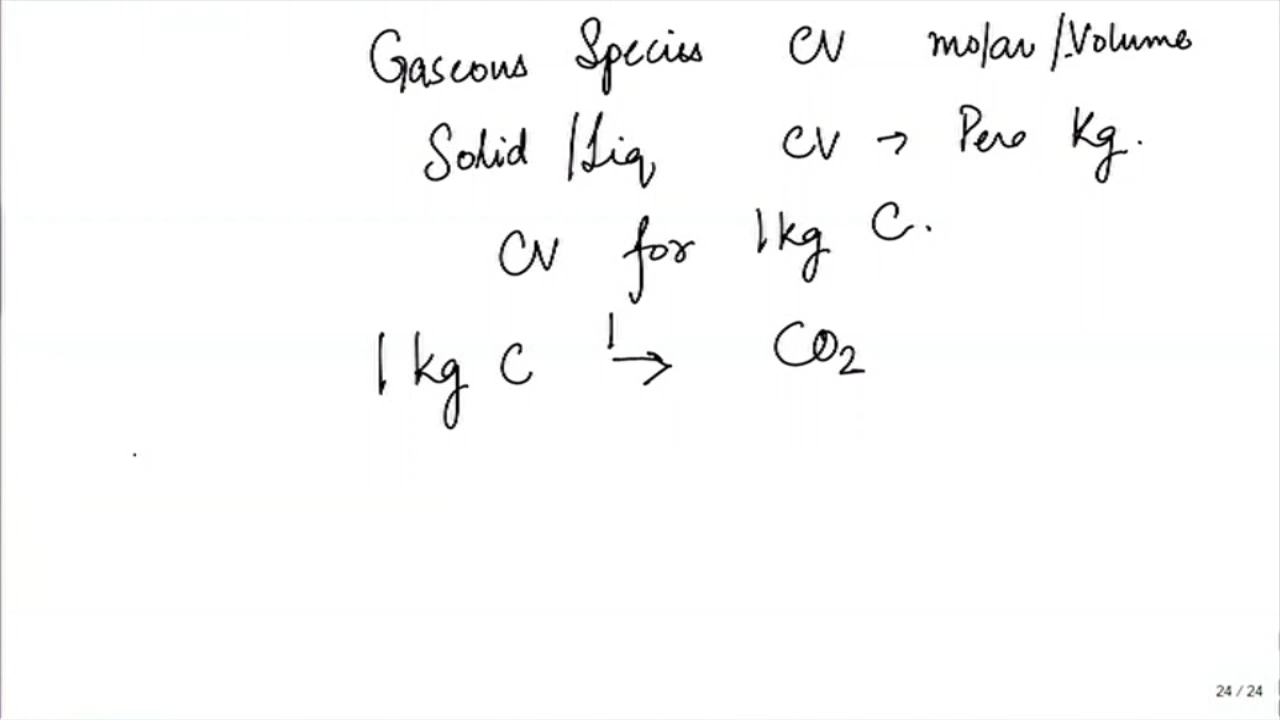 Gaseous Species CV molar / Volume
Solid / Liq CV → Per Kg.
CV for 1kg C.
1 kg C → CO2
24 / 24